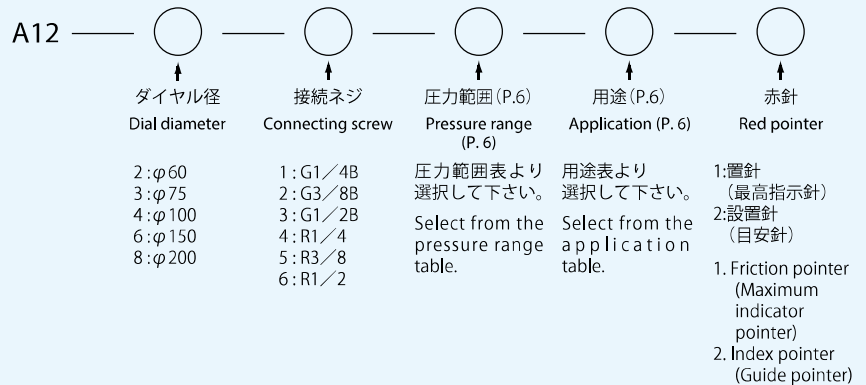 A12
ダイヤル径
Dial diameter
2:φ60
3:φ75
4:φ100
6:φ150
8:φ200
接続ネジ
Connecting screw
1:G1／4B
2:G3／8B
3:G1／2B
4:R1／4
5:R3／8
6:R1／2
圧力範囲(P.6)
Pressure range
(P. 6)
圧力範囲表より
選択して下さい。
Select from the
pressure range
table.
用途(P.6)
Application (P. 6)
用途表より
選択して下さい。
Select from the
application
table.
赤針
Red pointer
1:置針
（最高指示針）
2:設置針
（目安針）
1. Friction pointer
(Maximum
indicator
pointer)
2. Index pointer
(Guide pointer)